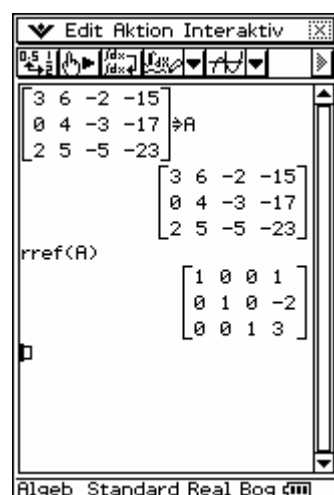 Edit Aktion Interaktiv
3 6 -2 -15
0 4 -3 -17 ⇒A
2 5 -5 -23
3 6 -2 -15
0 4 -3 -17
2 5 -5 -23
rref(A)
1 0 0 1
0 1 0 -2
0 0 1 3
Algeb Standard Real Bog